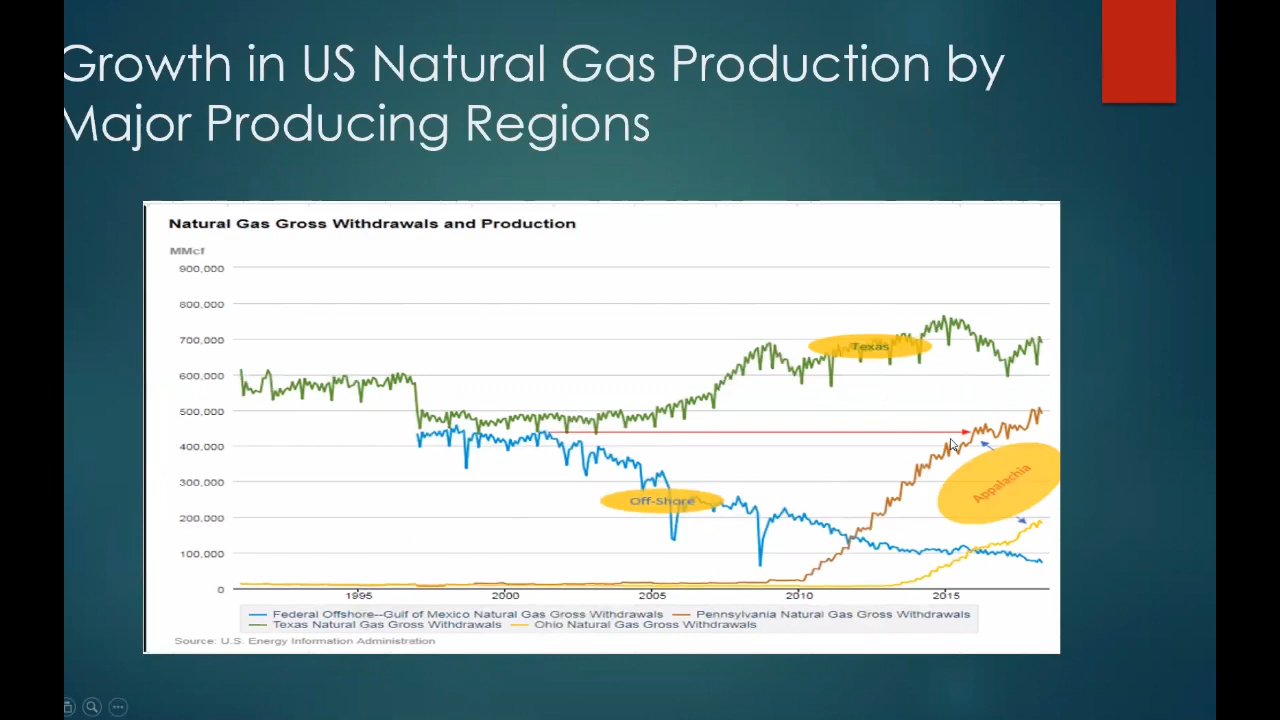 Growth in US Natural Gas Production by
Major Producing Regions
Natural Gas Gross Withdrawals and Production
MMcf
900,000
800,000
700,000
600,000
500,000
400,000
300,000
200,000
100,000
0
Texas
Off-Shore
Appalachia
1995 2000 2005 2010 2015
Federal Offshore--Gulf of Mexico Natural Gas Gross Withdrawals Pennsylvania Natural Gas Gross Withdrawals
Texas Natural Gas Gross Withdrawals Ohio Natural Gas Gross Withdrawals
Source: U.S. Energy Information Administration